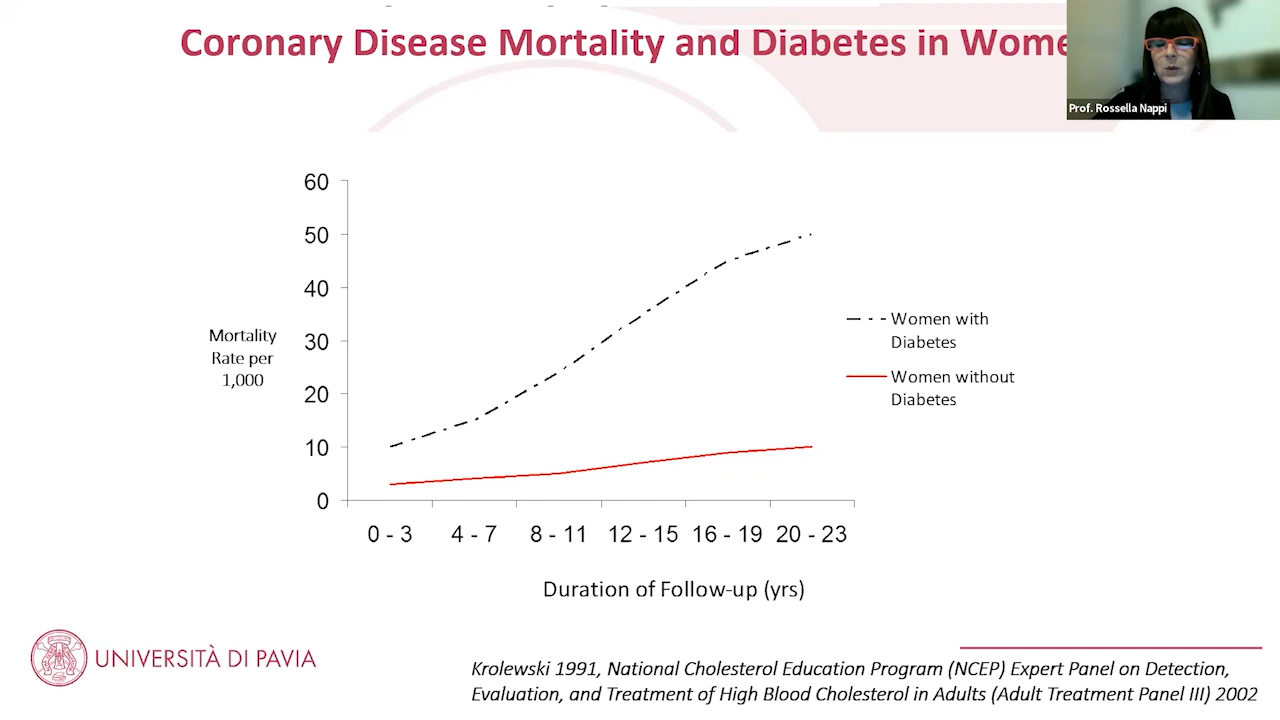 Coronary Disease Mortality and Diabetes in
Prof. Rossella Nappi
60
50
40
30
20
10
0
Mortality
Rate per
1,000
Women with
Diabetes
Women without
Diabetes
0 - 3 4 - 7 8 - 11 12 - 15 16 - 19 20 - 23
Duration of Follow-up (yrs)
UNIVERSITÀ DI PAVIA
Krolewski 1991, National Cholesterol Education Program (NCEP) Expert Panel on Detection,
Evaluation, and Treatment of High Blood Cholesterol in Adults (Adult Treatment Panel III) 2002